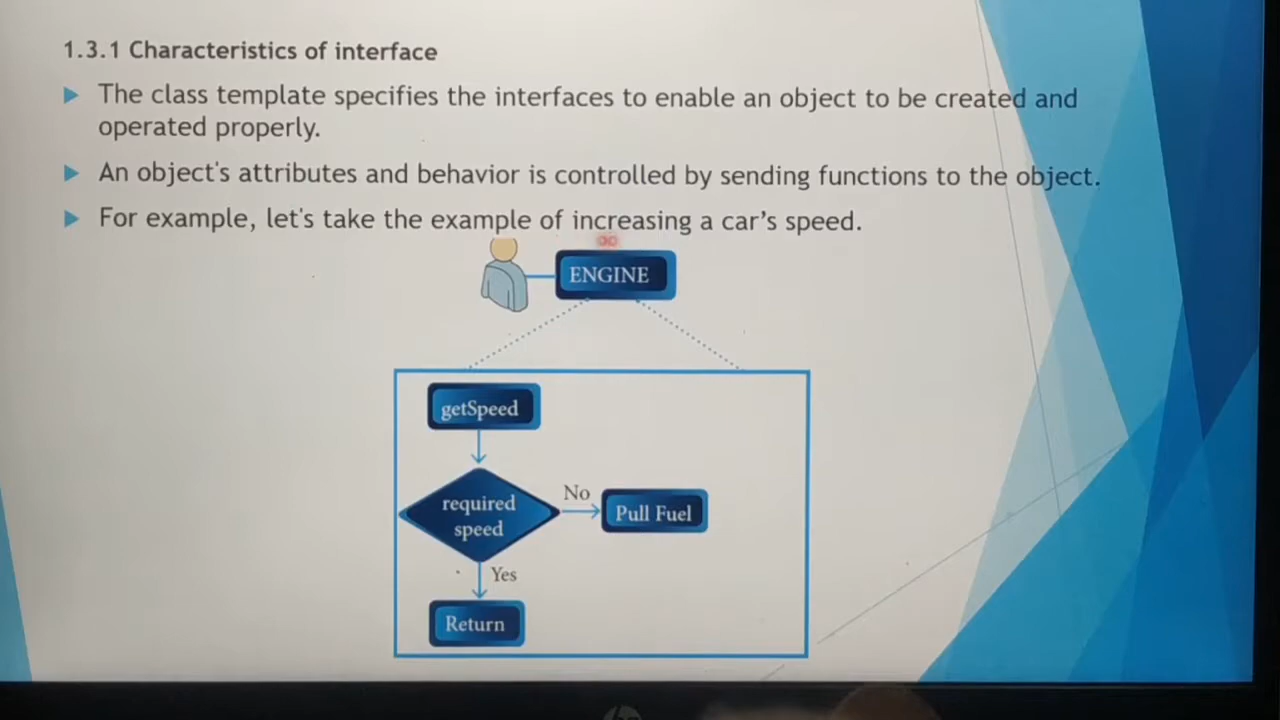 1.3.1 Characteristics of interface
The class template specifies the interfaces to enable an object to be created and
operated properly.
An object's attributes and behavior is controlled by sending functions to the object.
For example, let's take the example of increasing a car’s speed.
ENGINE
getSpeed
required
speed
No
Pull Fuel
Yes
Return